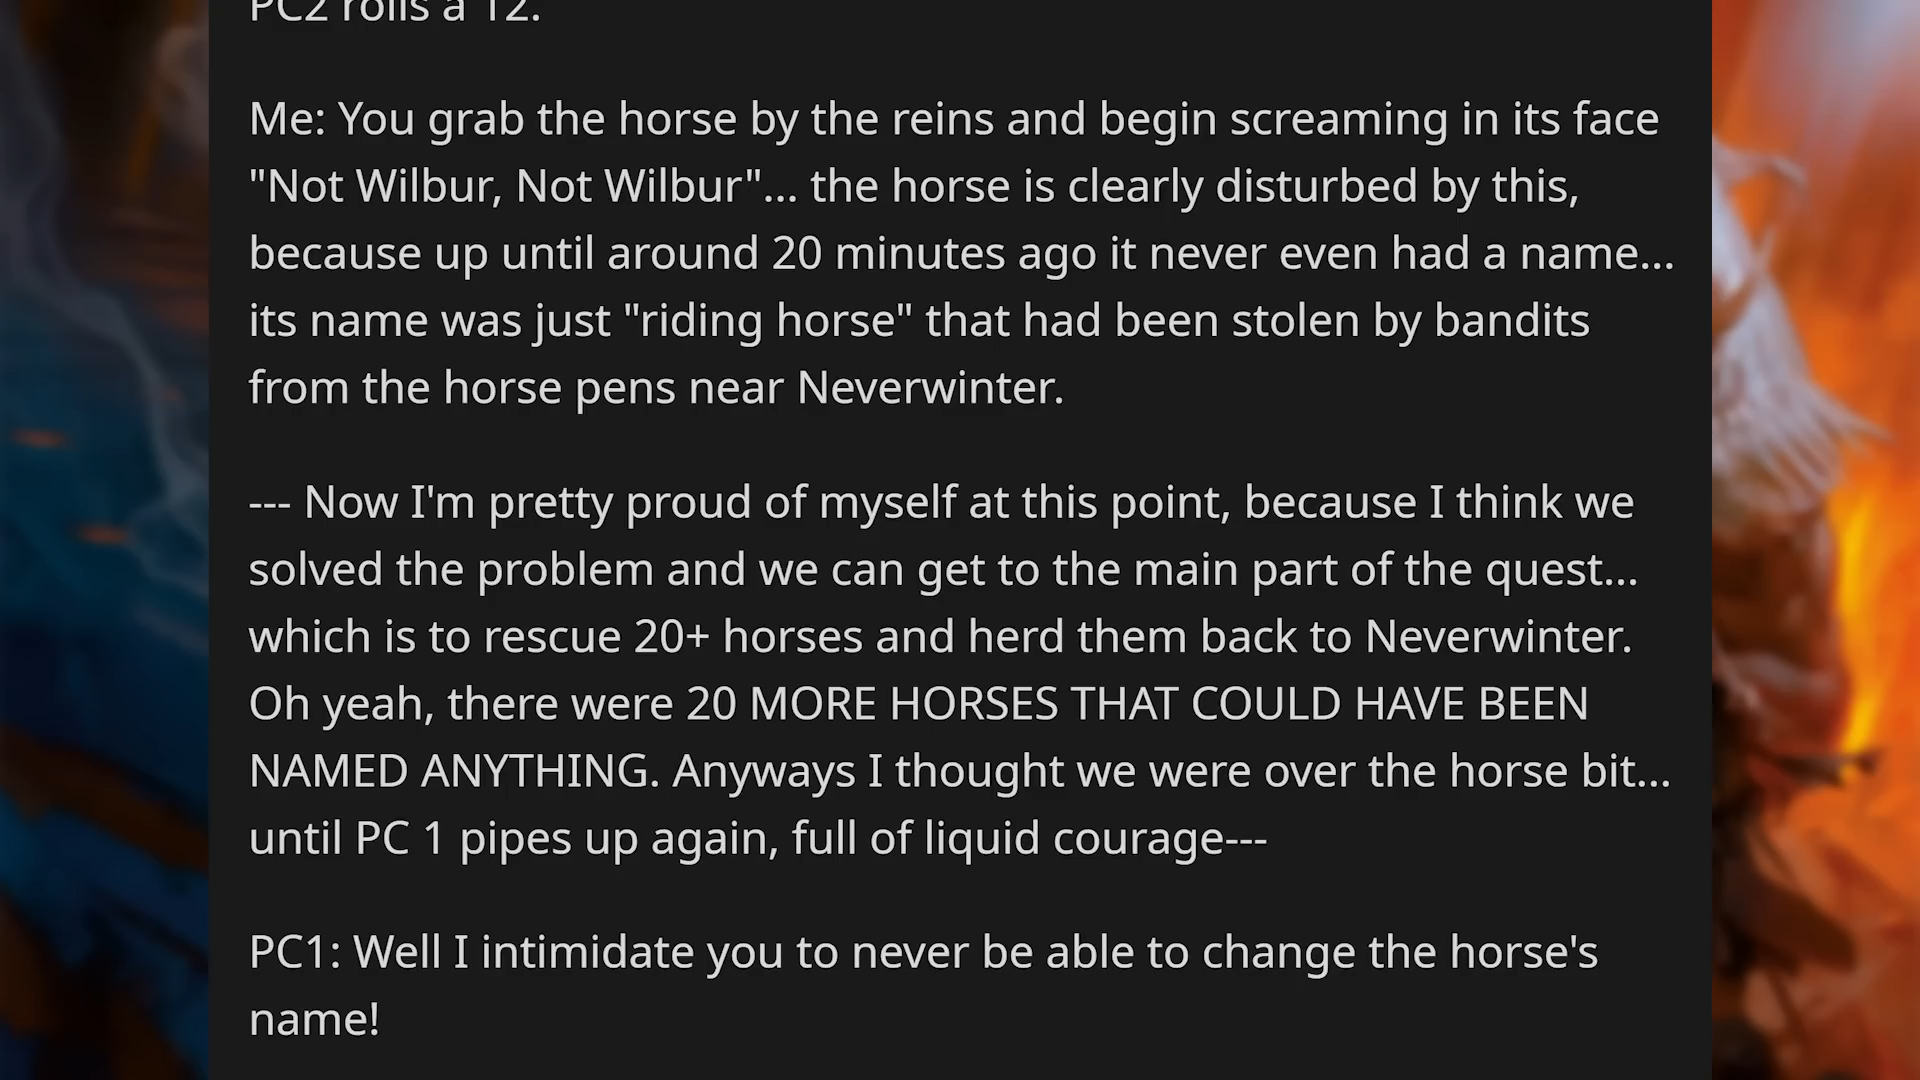 PC2 rolls a 12.
Me: You grab the horse by the reins and begin screaming in its face
"Not Wilbur, Not Wilbur"... the horse is clearly disturbed by this,
because up until around 20 minutes ago it never even had a name...
its name was just "riding horse" that had been stolen by bandits
from the horse pens near Neverwinter.
--- Now I'm pretty proud of myself at this point, because I think we
solved the problem and we can get to the main part of the quest...
which is to rescue 20+ horses and herd them back to Neverwinter.
Oh yeah, there were 20 MORE HORSES THAT COULD HAVE BEEN
NAMED ANYTHING. Anyways I thought we were over the horse bit...
until PC 1 pipes up again, full of liquid courage---
PC1: Well I intimidate you to never be able to change the horse's
name!